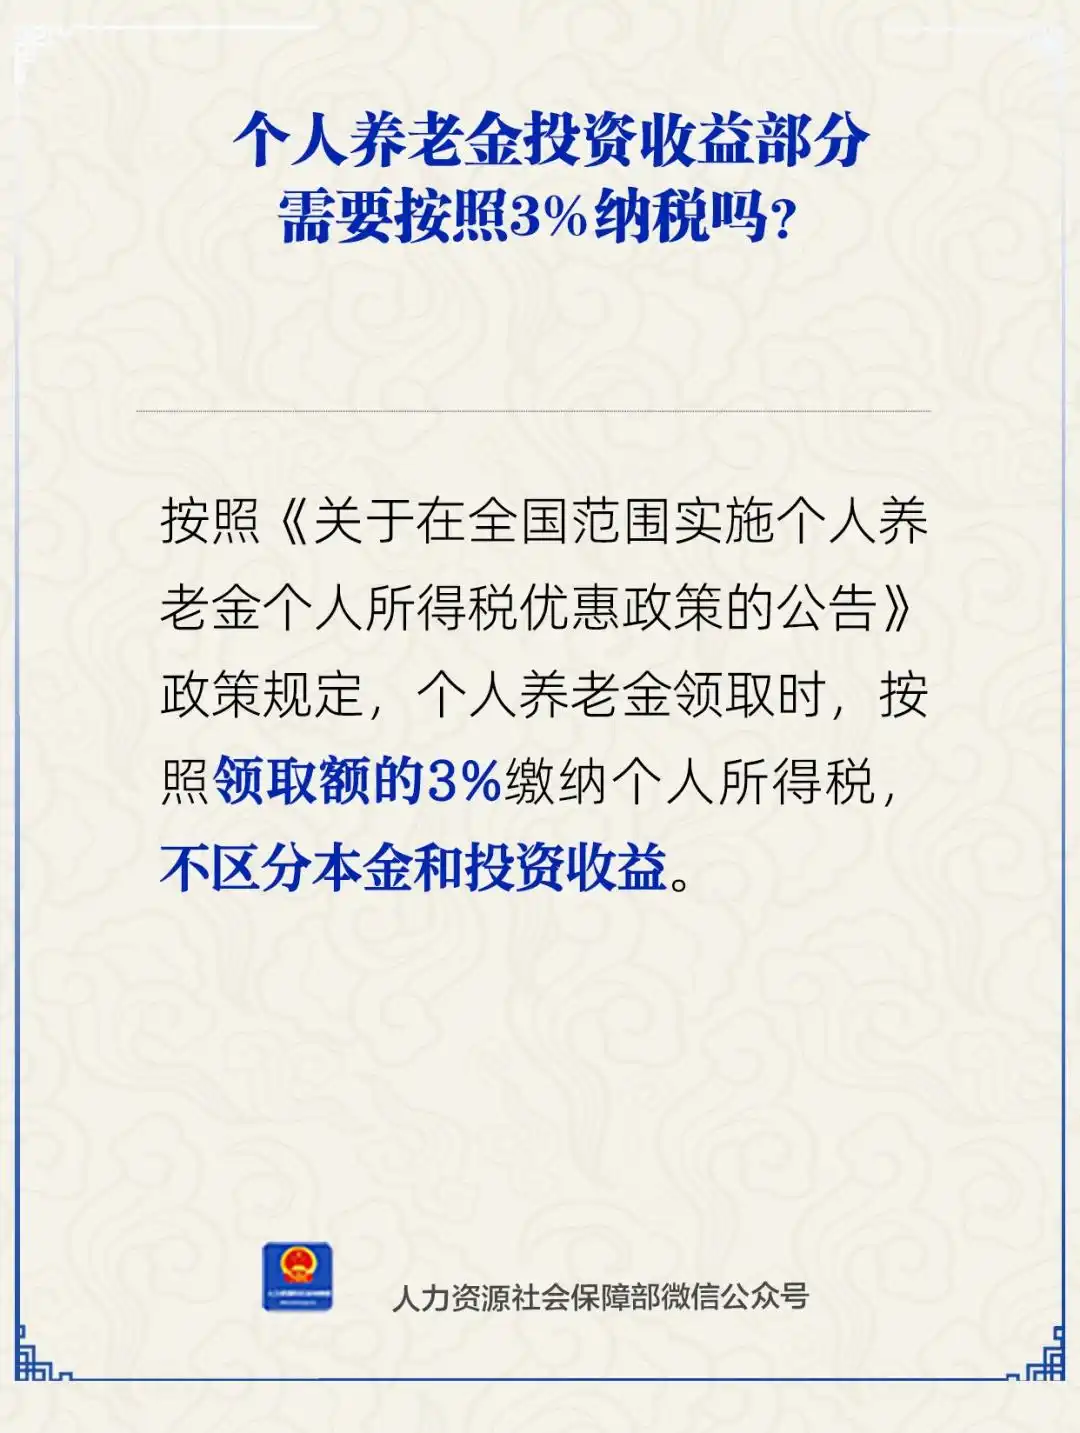 个人养老金投资收益部分
需要按照3%纳税吗？
按照《关于在全国范围实施个人养
老金个人所得税优惠政策的公告》
政策规定，个人养老金领取时，按
照领取额的3%缴纳个人所得税，
不区分本金和投资收益。
人力资源社会保障部微信公众号